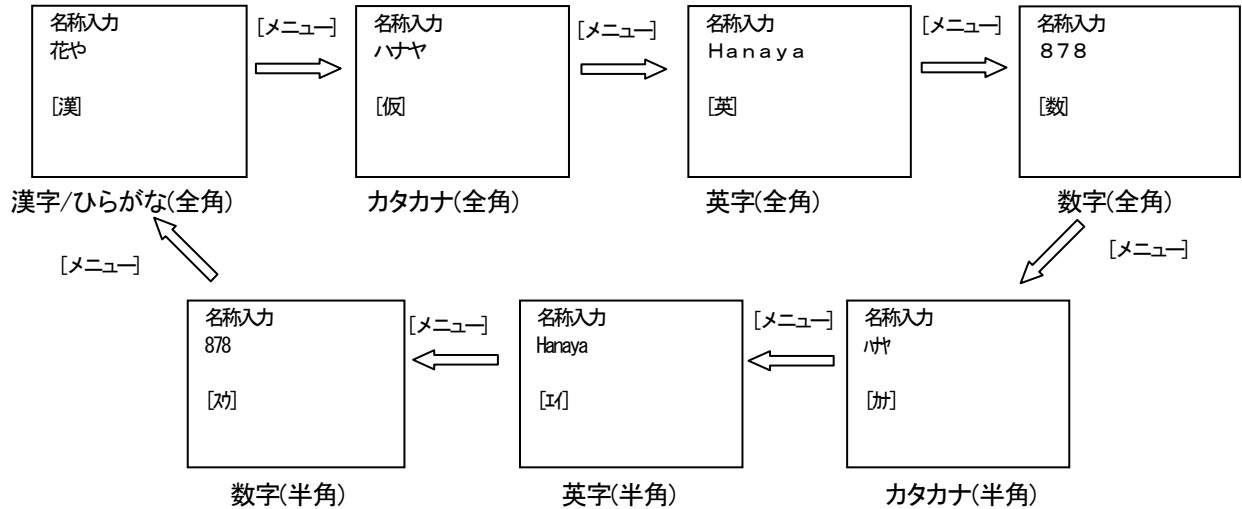 名称入力
花や
[漢]
漢字/ひらがな(全角)
[メニュー]
名称入力
ハナヤ
[仮]
カタカナ(全角)
[メニュー]
名称入力
Ｈａｎａｙａ
[英]
英字(全角)
[メニュー]
名称入力
８７８
[数]
数字(全角)
[メニュー]
名称入力
ﾊﾅﾔ
[ｶﾅ]
カタカナ(半角)
[メニュー]
名称入力
Hanaya
[ｴｲ]
英字(半角)
[メニュー]
名称入力
878
[ｽｳ]
数字(半角)
[メニュー]